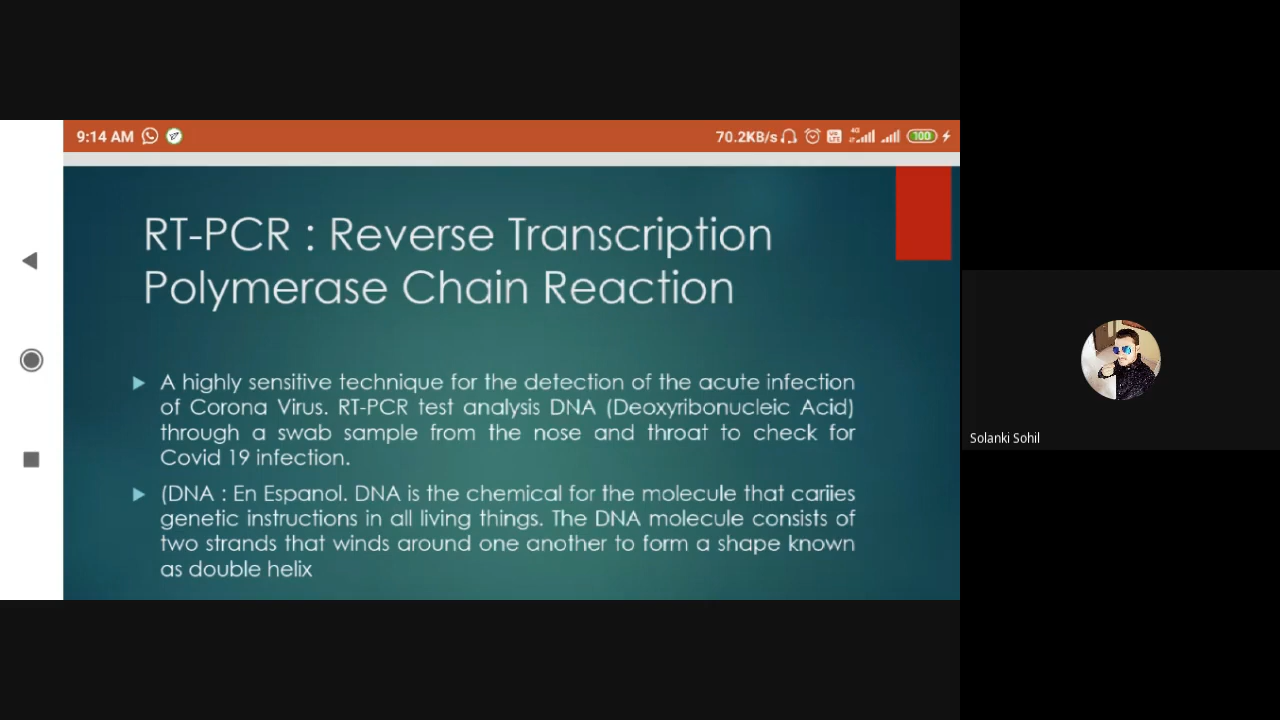 9:14 AM
70.2KB/s
4G
100
RT-PCR : Reverse Transcription
Polymerase Chain Reaction
A highly sensitive technique for the detection of the acute infection
of Corona Virus. RT-PCR test analysis DNA (Deoxyribonucleic Acid)
through a swab sample from the nose and throat to check for
Covid 19 infection.
(DNA : En Espanol. DNA is the chemical for the molecule that cariies
genetic instructions in all living things. The DNA molecule consists of
two strands that winds around one another to form a shape known
as double helix
Solanki Sohil